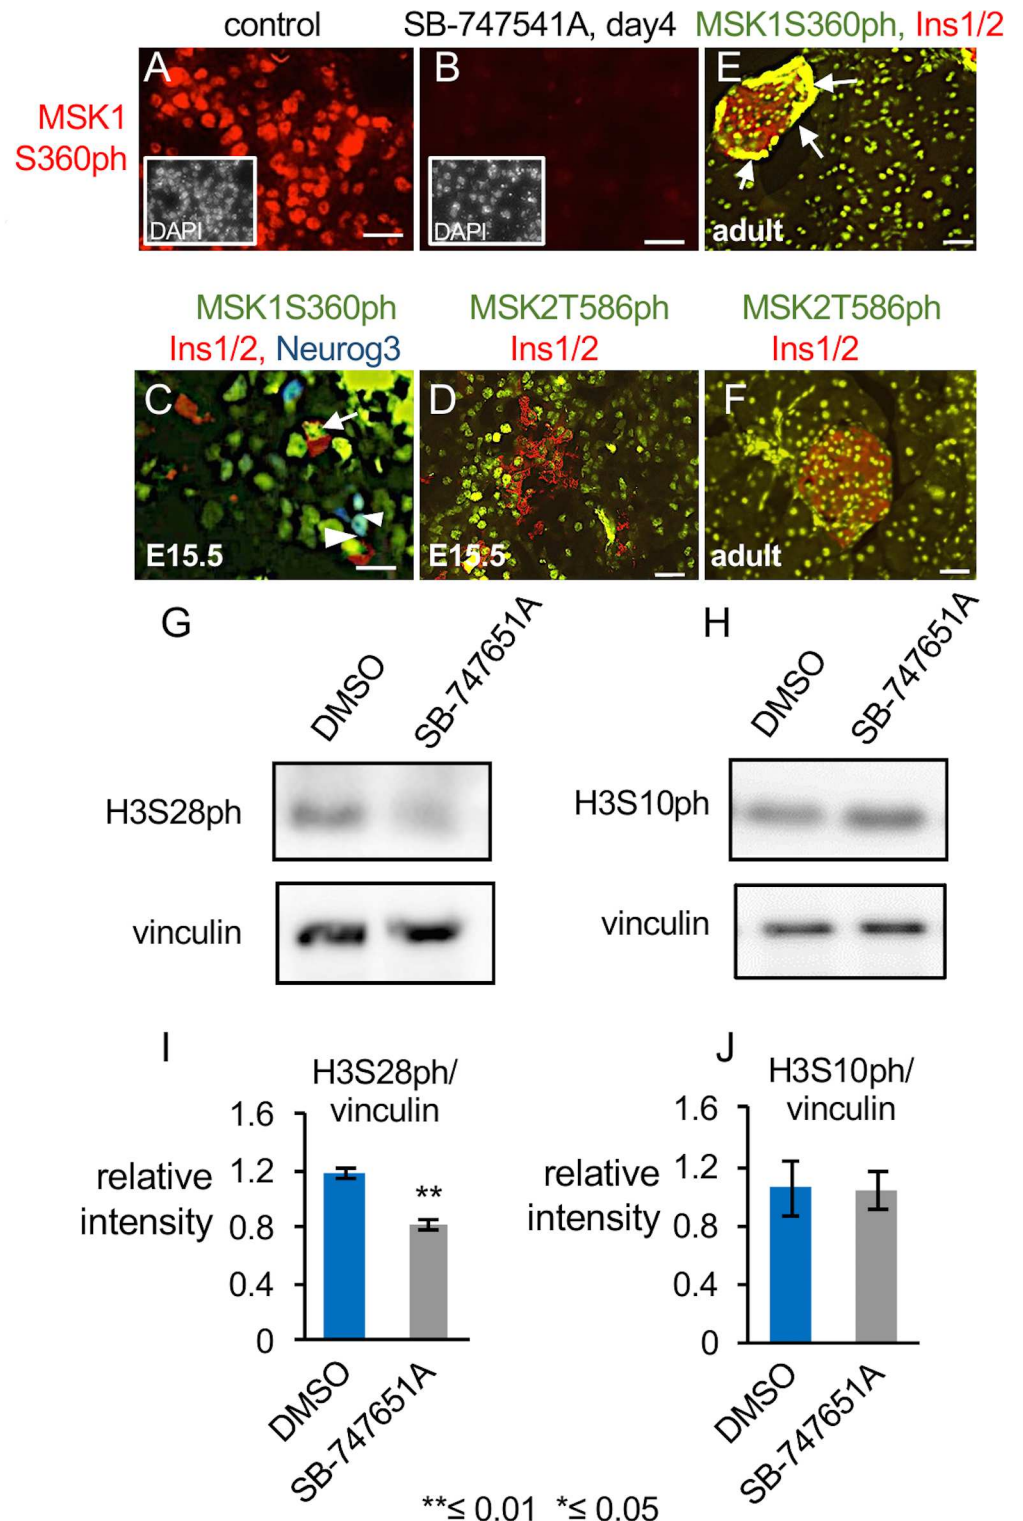 control
SB-747541A, day4
MSK1S360ph, Ins1/2
MSK1
S360ph
A
DAPI
B
DAPI
E
adult
MSK1S360ph
Ins1/2, Neurog3
MSK2T586ph
Ins1/2
MSK2T586ph
Ins1/2
C
E15.5
D
E15.5
F
adult
G
DMSO
SB-747651A
H3S28ph
vinculin
H
DMSO
SB-747651A
H3S10ph
vinculin
I
H3S28ph/
vinculin
relative
intensity
1.6
1.2
0.8
0.4
0
**
DMSO
SB-747651A
J
H3S10ph/
vinculin
relative
intensity
1.6
1.2
0.8
0.4
0
DMSO
SB-747651A
**≤ 0.01 *≤ 0.05